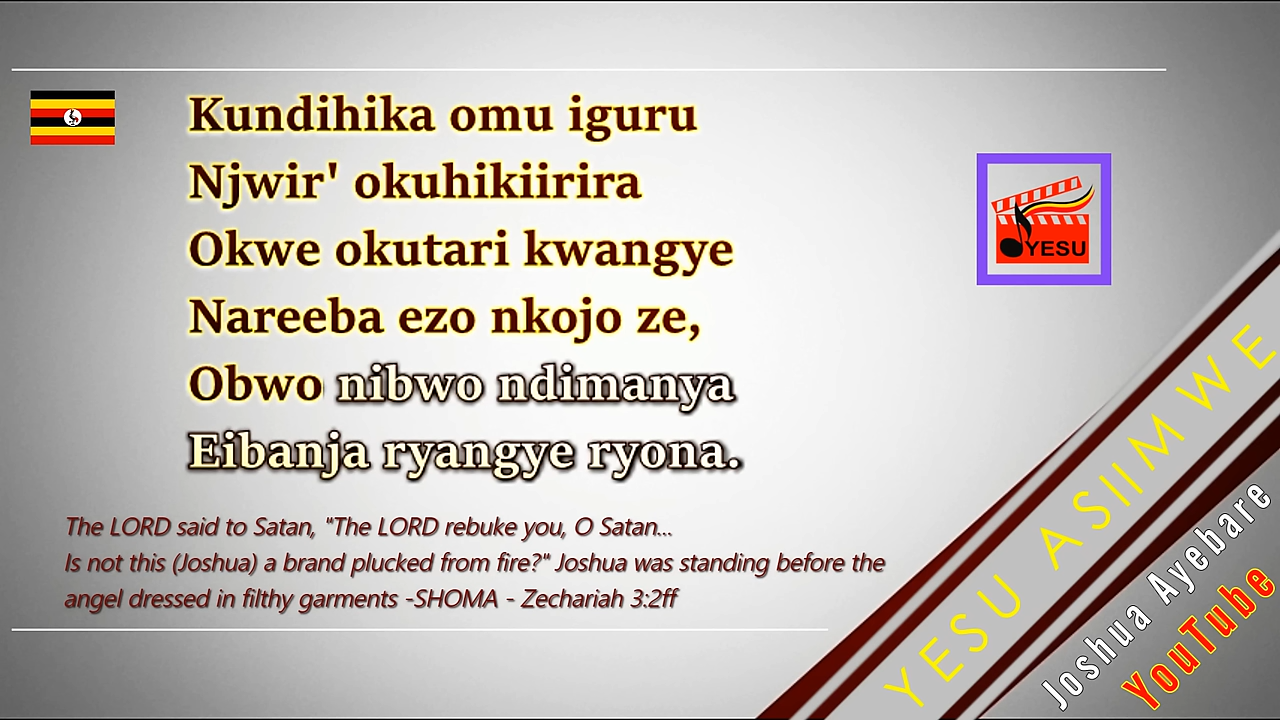 Kundihika omu iguru
Njwir' okuhikiirira
Okwe okutari kwangye
Nareeba ezo nkojo ze,
Obwo nibwo ndimanya
Eibanja ryangye ryona.
The LORD said to Satan, "The LORD rebuke you, O Satan...
Is not this (Joshua) a brand plucked from fire?" Joshua was standing before the
angel dressed in filthy garments -SHOMA - Zechariah 3:2ff
YESU
YESU ASIIMWE
Joshua Ayebare
YouTube